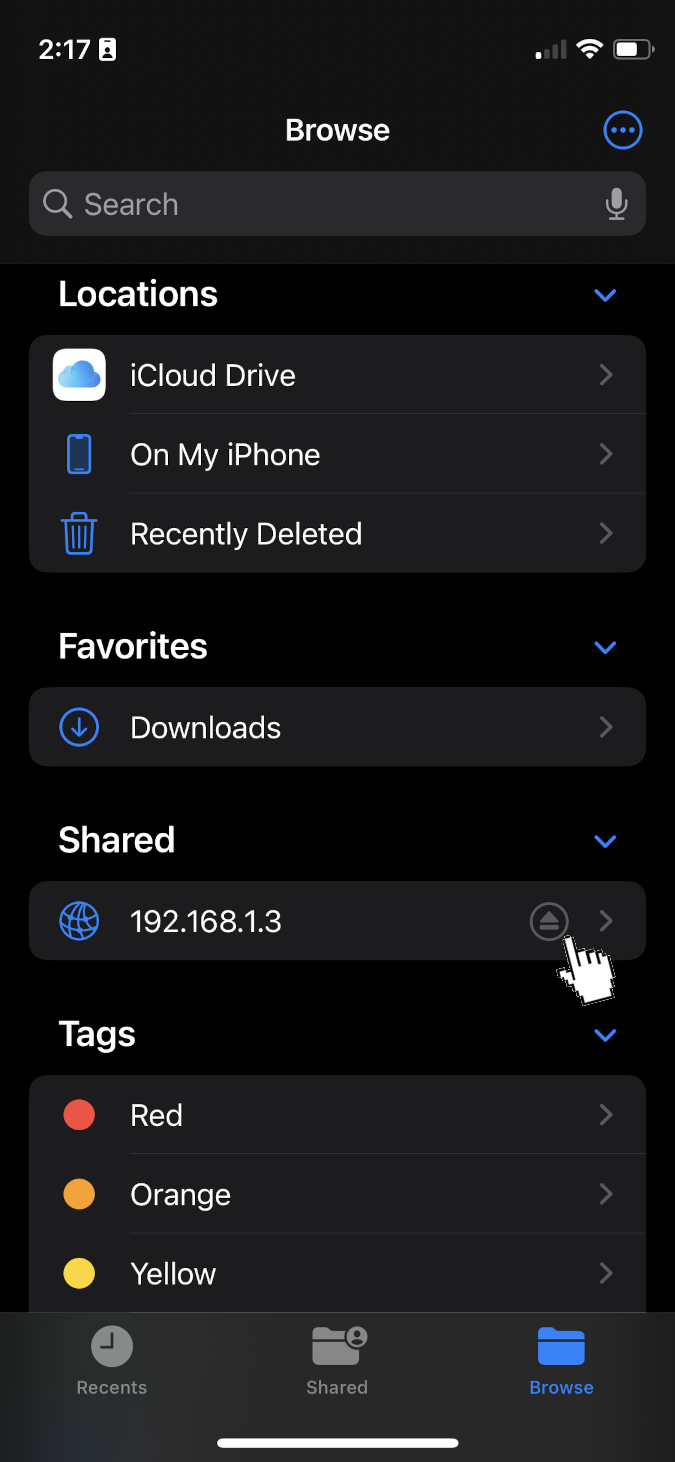 2:17
Browse
Search
Locations
iCloud Drive
On My iPhone
Recently Deleted
Favorites
Downloads
Shared
192.168.1.3
Tags
Red
Orange
Yellow
Recents
Shared
Browse